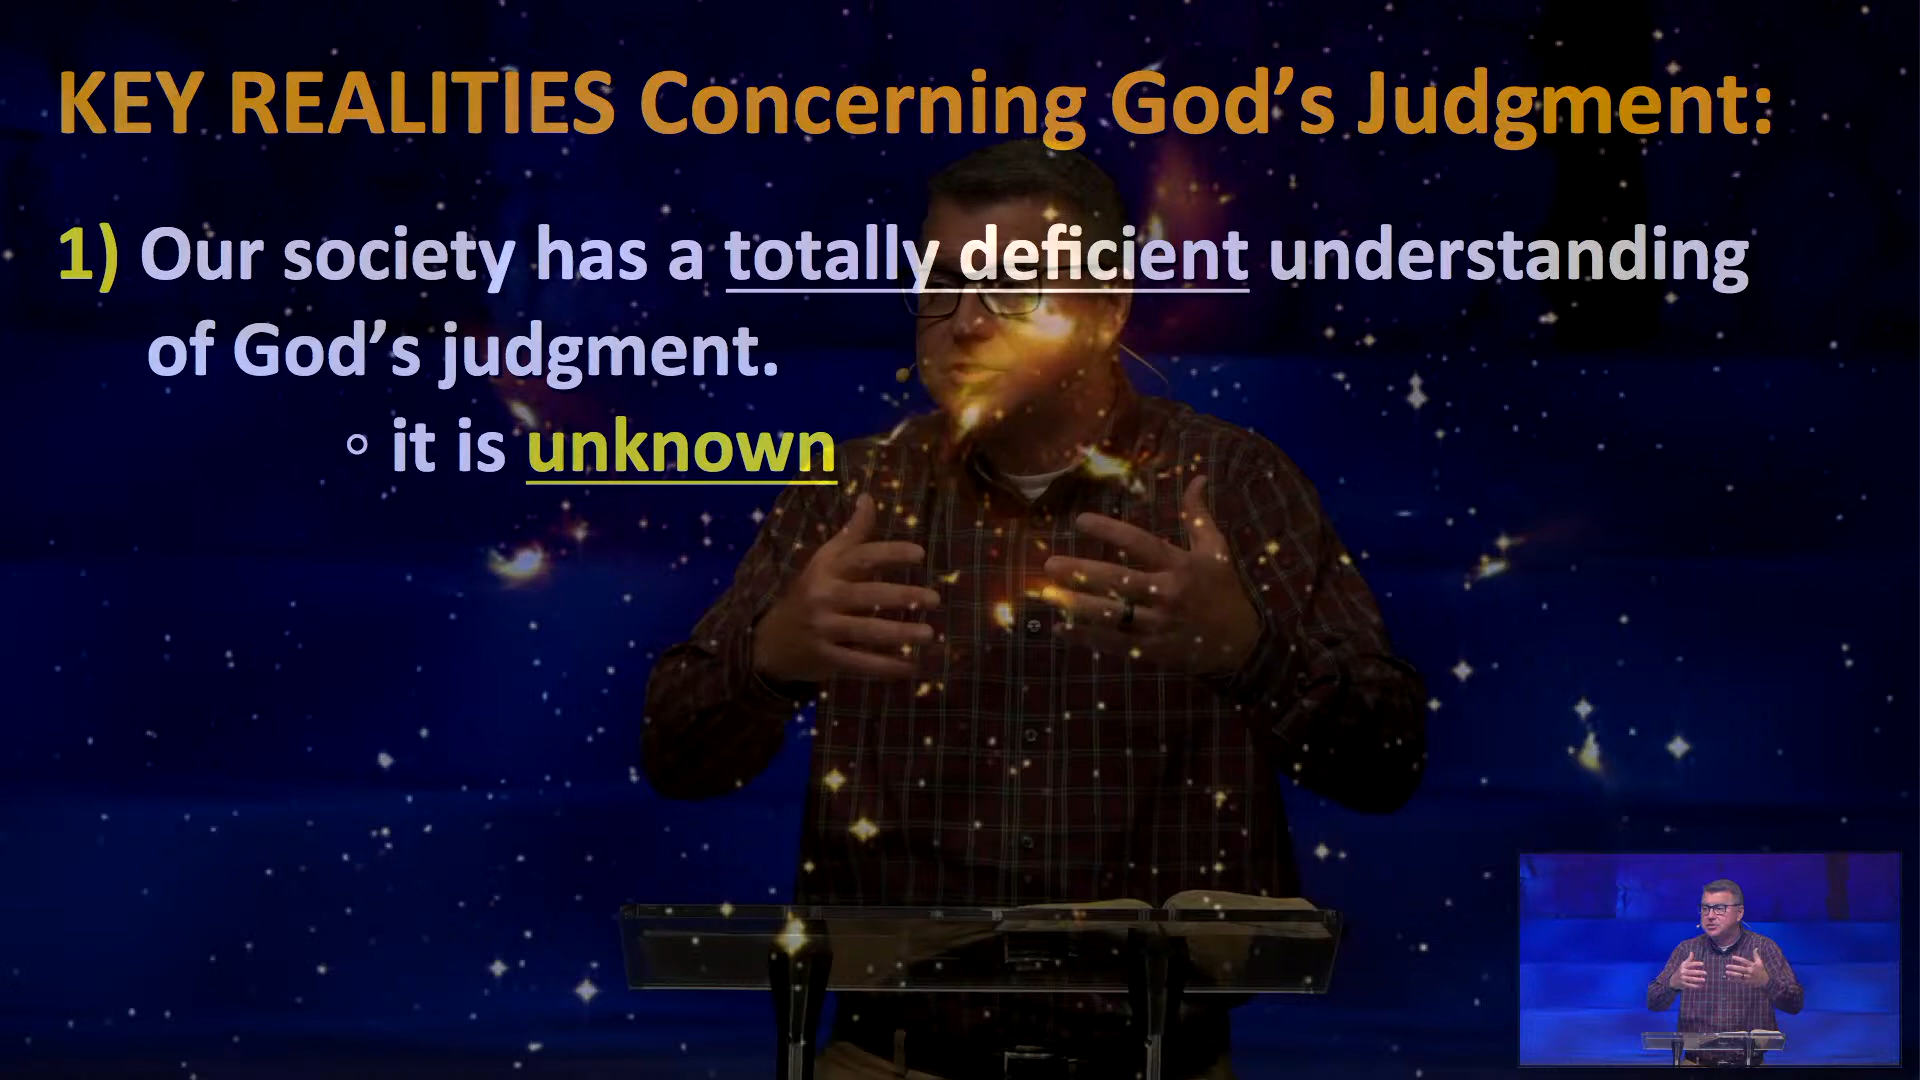 KEY REALITIES Concerning God’s Judgment:
1) Our society has a totally deficient understanding
of God’s judgment.
◦ it is unknown